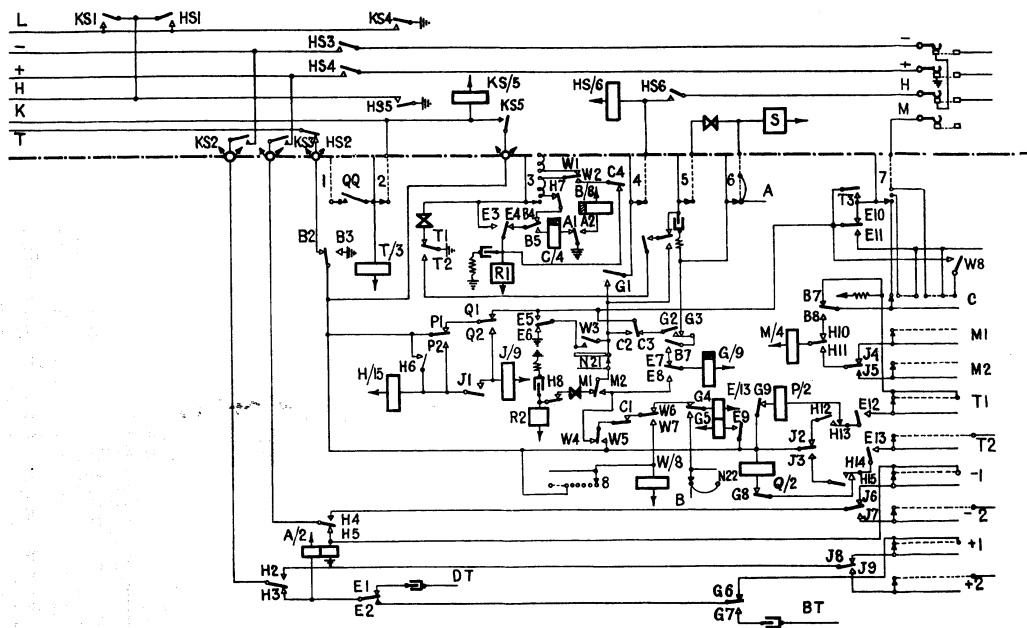 L KS1 HS1 KS4
- HS3 -
+ HS4 +
H KS/5 HS/6 HS6 H
K HS5 KS5 S M
T KS2 KS3 HS2
1 QQ 2 3 W1 W2 C4 4 5 6 A 7
H7 B/8 T3
E3 E4 B4 A1 A2 E10
B2 B3 T1 B5 E11
T/3 T2 C/4 W8
R1 G1 B7 C
Q1 B8
P1 E5 W3 G2 G3 M/4 H10 M1
P2 Q2 E6 C2 C3 B7 H11 J4
H6 J/9 N21 E7 G/9 J5 M2
H/15 J1 H8 M1 M2 E8 E/13 G9 P/2
R2 C1 W6 G4 H12 E12 T1
W4 W5 W7 G5 E9 J2 H13 E13
J3 H14 T2
W/8 N22 Q/2 H15 -1
8 B G8 J6
H4 J7 -2
A/2 H5
+1
H2 J8
H3 E1 DT J9
E2 G6 +2
G7 BT